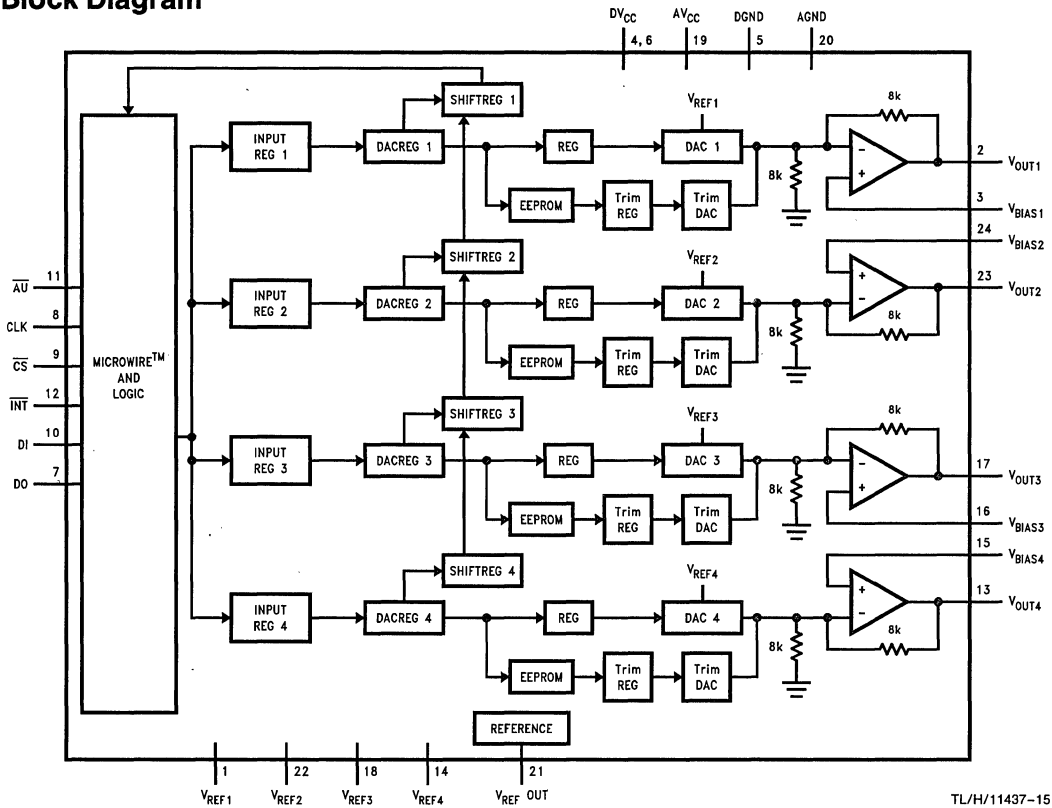 Block Diagram
DVCC AVCC DGND AGND
4, 6 19 5 20
SHIFTREG 1
VREF1
8k
INPUT REG 1
DACREG 1
REG
DAC 1
8k
−
+
2 VOUT1
EEPROM
Trim REG
Trim DAC
3 VBIAS1
24 VBIAS2
SHIFTREG 2
VREF2
+
−
23 VOUT2
INPUT REG 2
DACREG 2
REG
DAC 2
8k
8k
EEPROM
Trim REG
Trim DAC
11 AU
8 CLK
9 CS
12 INT
10 DI
7 DO
MICROWIRE™
AND
LOGIC
SHIFTREG 3
VREF3
8k
INPUT REG 3
DACREG 3
REG
DAC 3
8k
−
+
17 VOUT3
EEPROM
Trim REG
Trim DAC
16 VBIAS3
15 VBIAS4
SHIFTREG 4
VREF4
+
−
13 VOUT4
INPUT REG 4
DACREG 4
REG
DAC 4
8k
8k
EEPROM
Trim REG
Trim DAC
REFERENCE
1 22 18 14 21
VREF1 VREF2 VREF3 VREF4 VREF OUT
TL/H/11437-15